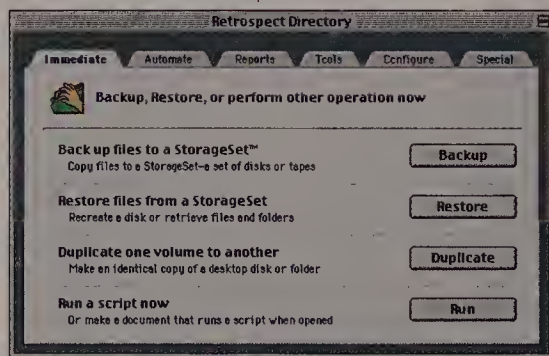 Retrospect Directory
Immediate Automate Reports Tools Configure Special
Backup, Restore, or perform other operation now
Back up files to a StorageSet™
Copy files to a StorageSet–a set of disks or tapes
Backup
Restore files from a StorageSet
Recreate a disk or retrieve files and folders
Restore
Duplicate one volume to another
Make an identical copy of a desktop disk or folder
Duplicate
Run a script now
Or make a document that runs a script when opened
Run